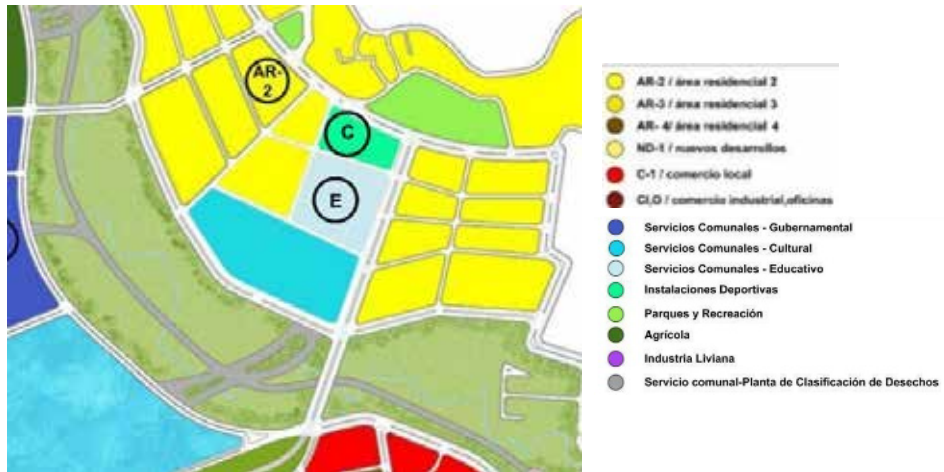 AR-
2
C
E
AR-2 / área residencial 2
AR-3 / área residencial 3
AR- 4/ área residencial 4
ND-1 / nuevos desarrollos
C-1 / comercio local
CI,O / comercio industrial,oficinas
Servicios Comunales - Gubernamental
Servicios Comunales - Cultural
Servicios Comunales - Educativo
Instalaciones Deportivas
Parques y Recreación
Agrícola
Industria Liviana
Servicio comunal-Planta de Clasificación de Desechos